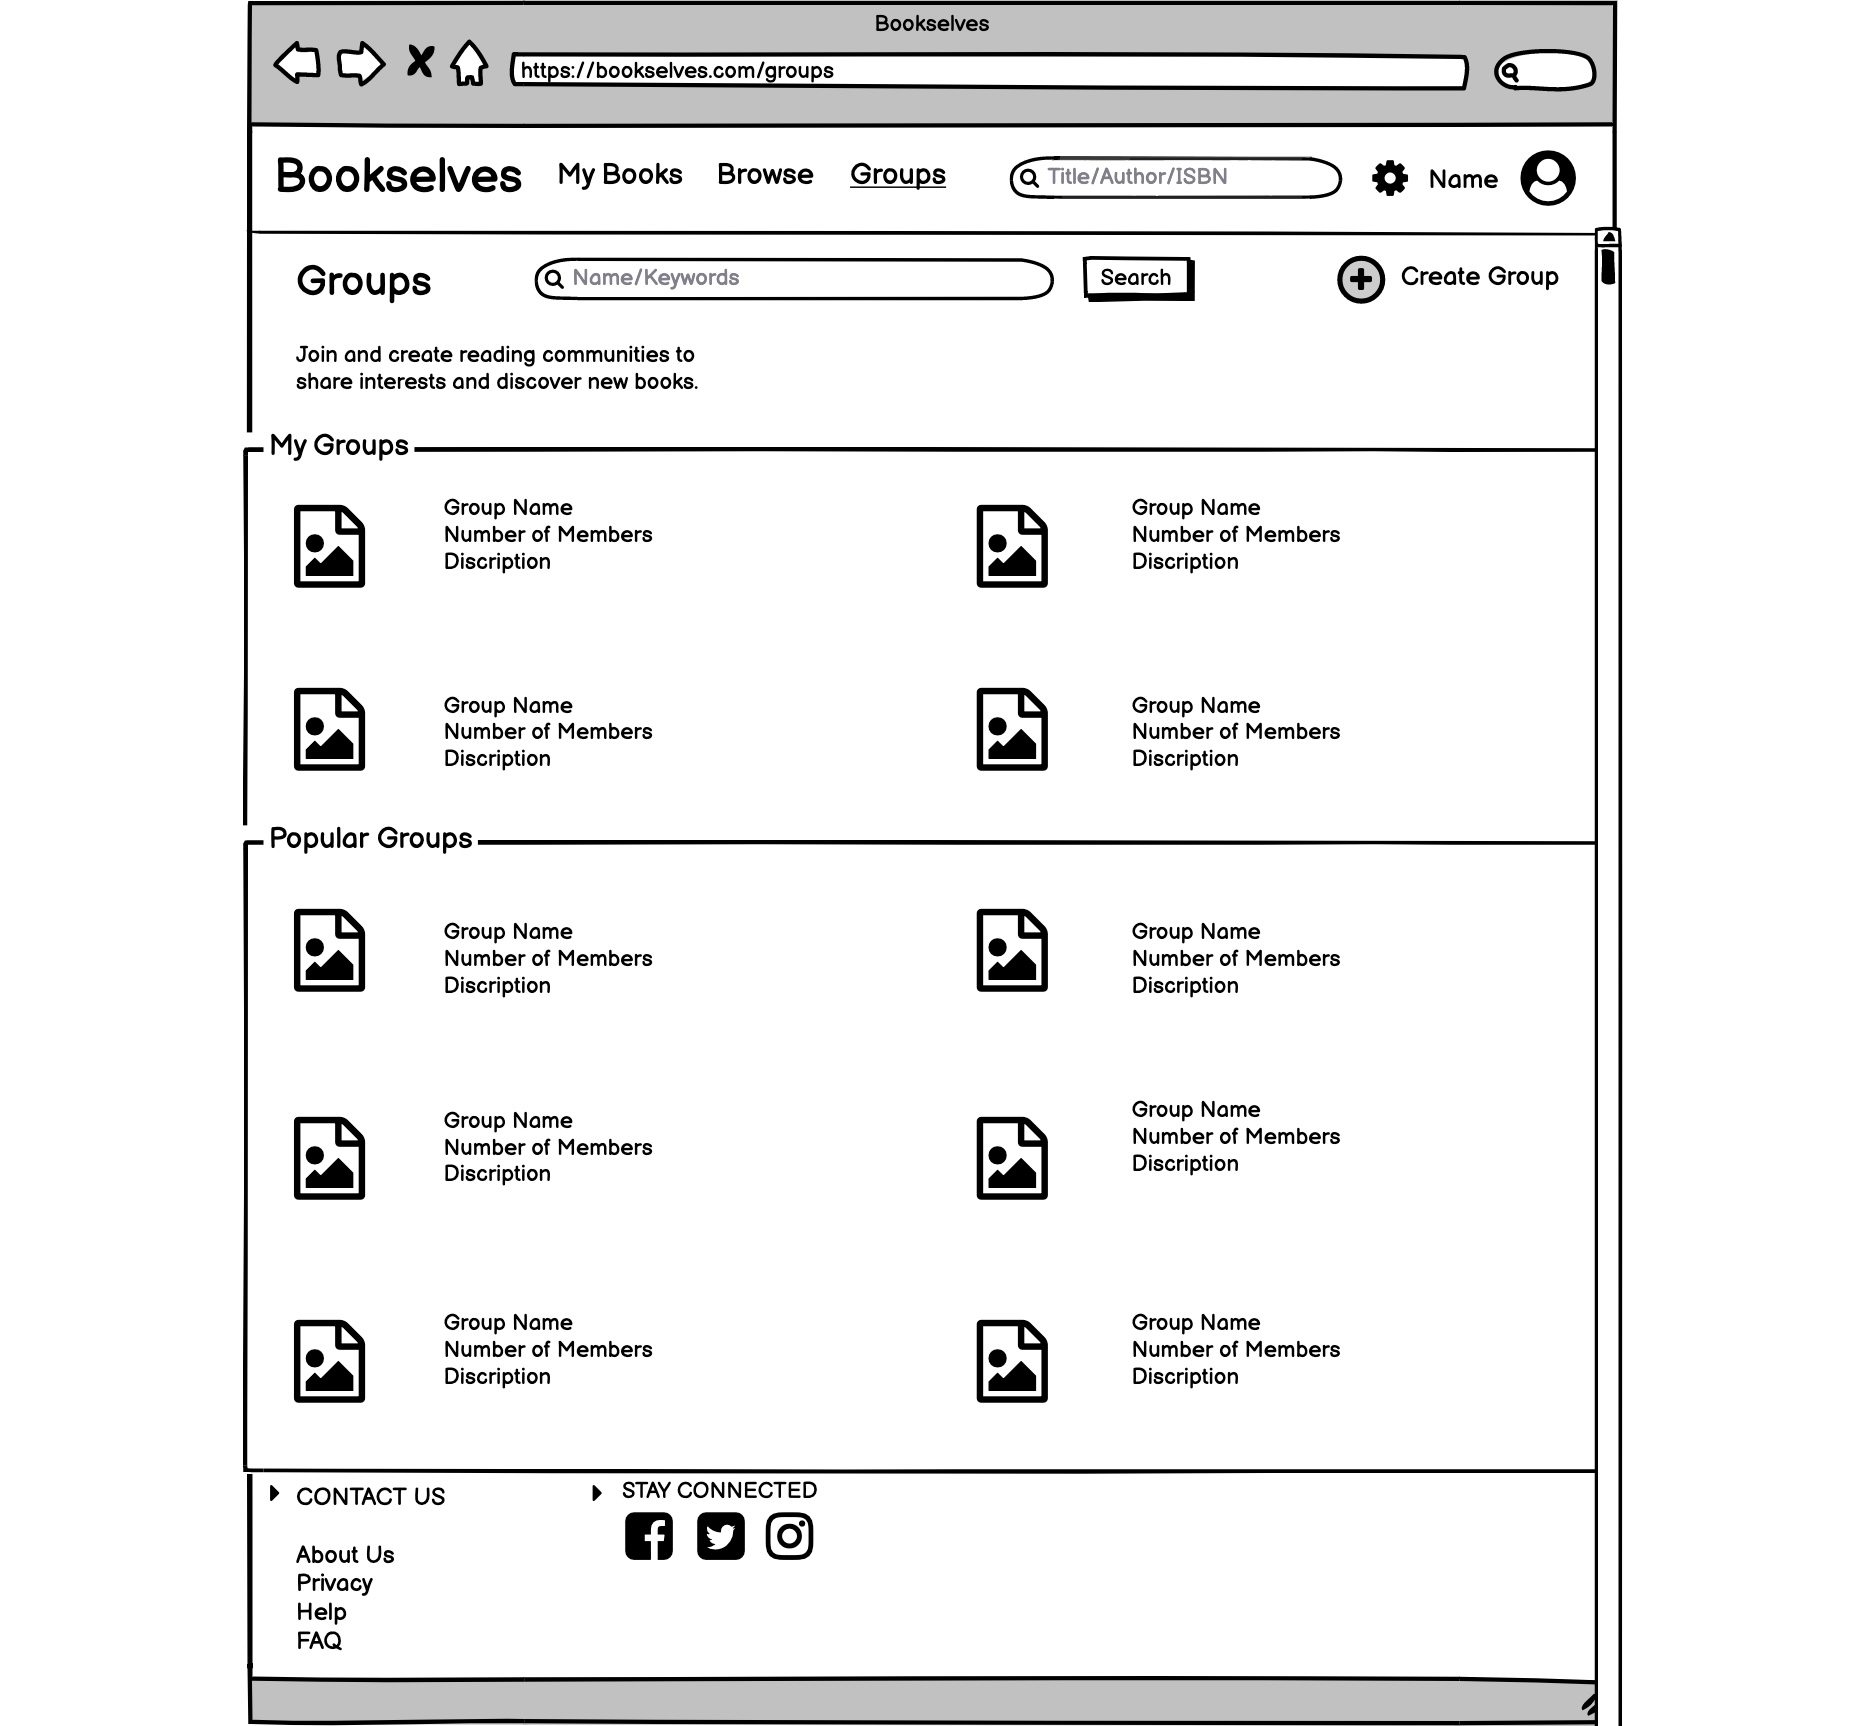 Bookselves
https://bookselves.com/groups
Bookselves My Books Browse Groups Title/Author/ISBN Name
Groups Name/Keywords Search Create Group
Join and create reading communities to
share interests and discover new books.
My Groups
Group Name
Number of Members
Discription
Group Name
Number of Members
Discription
Group Name
Number of Members
Discription
Group Name
Number of Members
Discription
Popular Groups
Group Name
Number of Members
Discription
Group Name
Number of Members
Discription
Group Name
Number of Members
Discription
Group Name
Number of Members
Discription
Group Name
Number of Members
Discription
Group Name
Number of Members
Discription
CONTACT US
About Us
Privacy
Help
FAQ
STAY CONNECTED